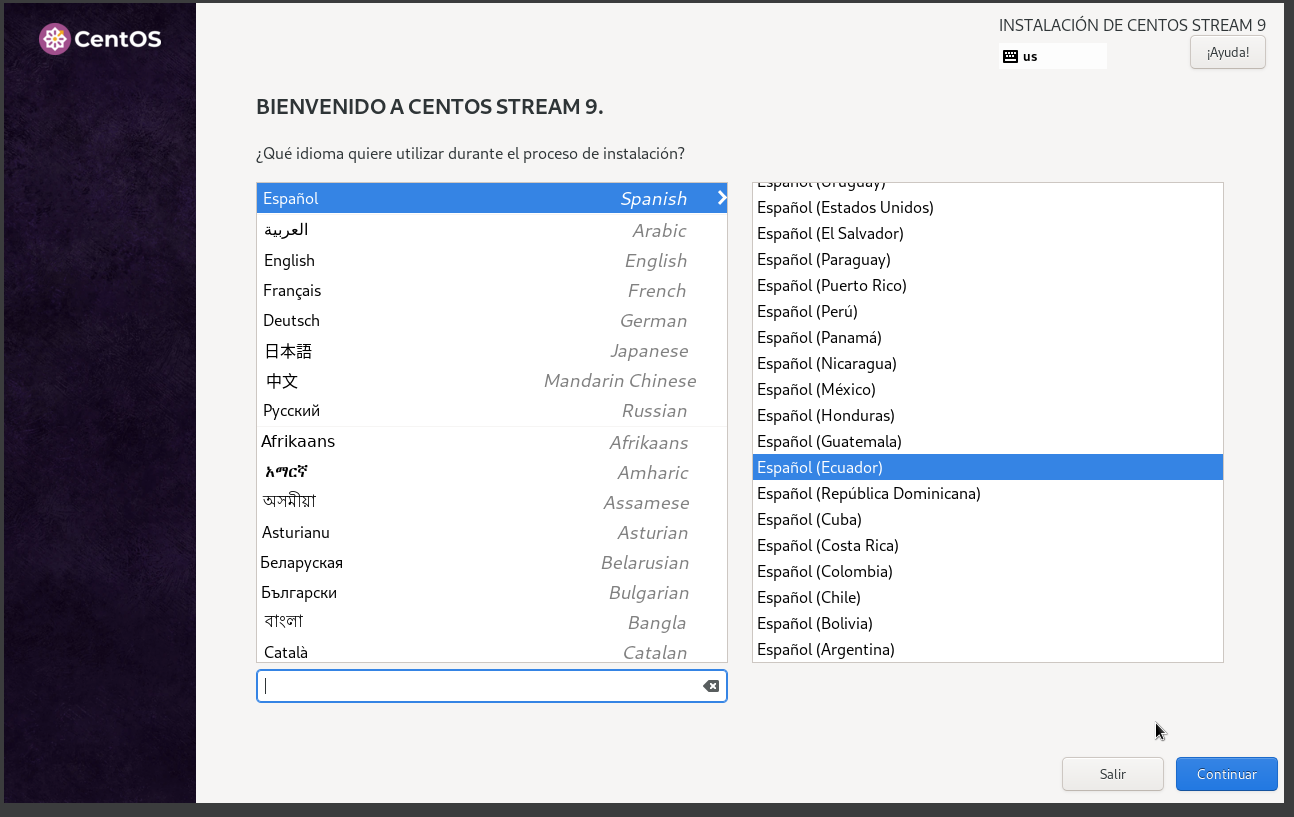 CentOS
INSTALACIÓN DE CENTOS STREAM 9
us
¡Ayuda!
BIENVENIDO A CENTOS STREAM 9.
¿Qué idioma quiere utilizar durante el proceso de instalación?
Español Spanish
العربية Arabic
English English
Français French
Deutsch German
日本語 Japanese
中文 Mandarin Chinese
Русский Russian
Afrikaans Afrikaans
አማርኛ Amharic
অসমীয়া Assamese
Asturianu Asturian
Беларуская Belarusian
Български Bulgarian
বাংলা Bangla
Català Catalan
Español (Uruguay)
Español (Estados Unidos)
Español (El Salvador)
Español (Paraguay)
Español (Puerto Rico)
Español (Perú)
Español (Panamá)
Español (Nicaragua)
Español (México)
Español (Honduras)
Español (Guatemala)
Español (Ecuador)
Español (República Dominicana)
Español (Cuba)
Español (Costa Rica)
Español (Colombia)
Español (Chile)
Español (Bolivia)
Español (Argentina)
Salir
Continuar